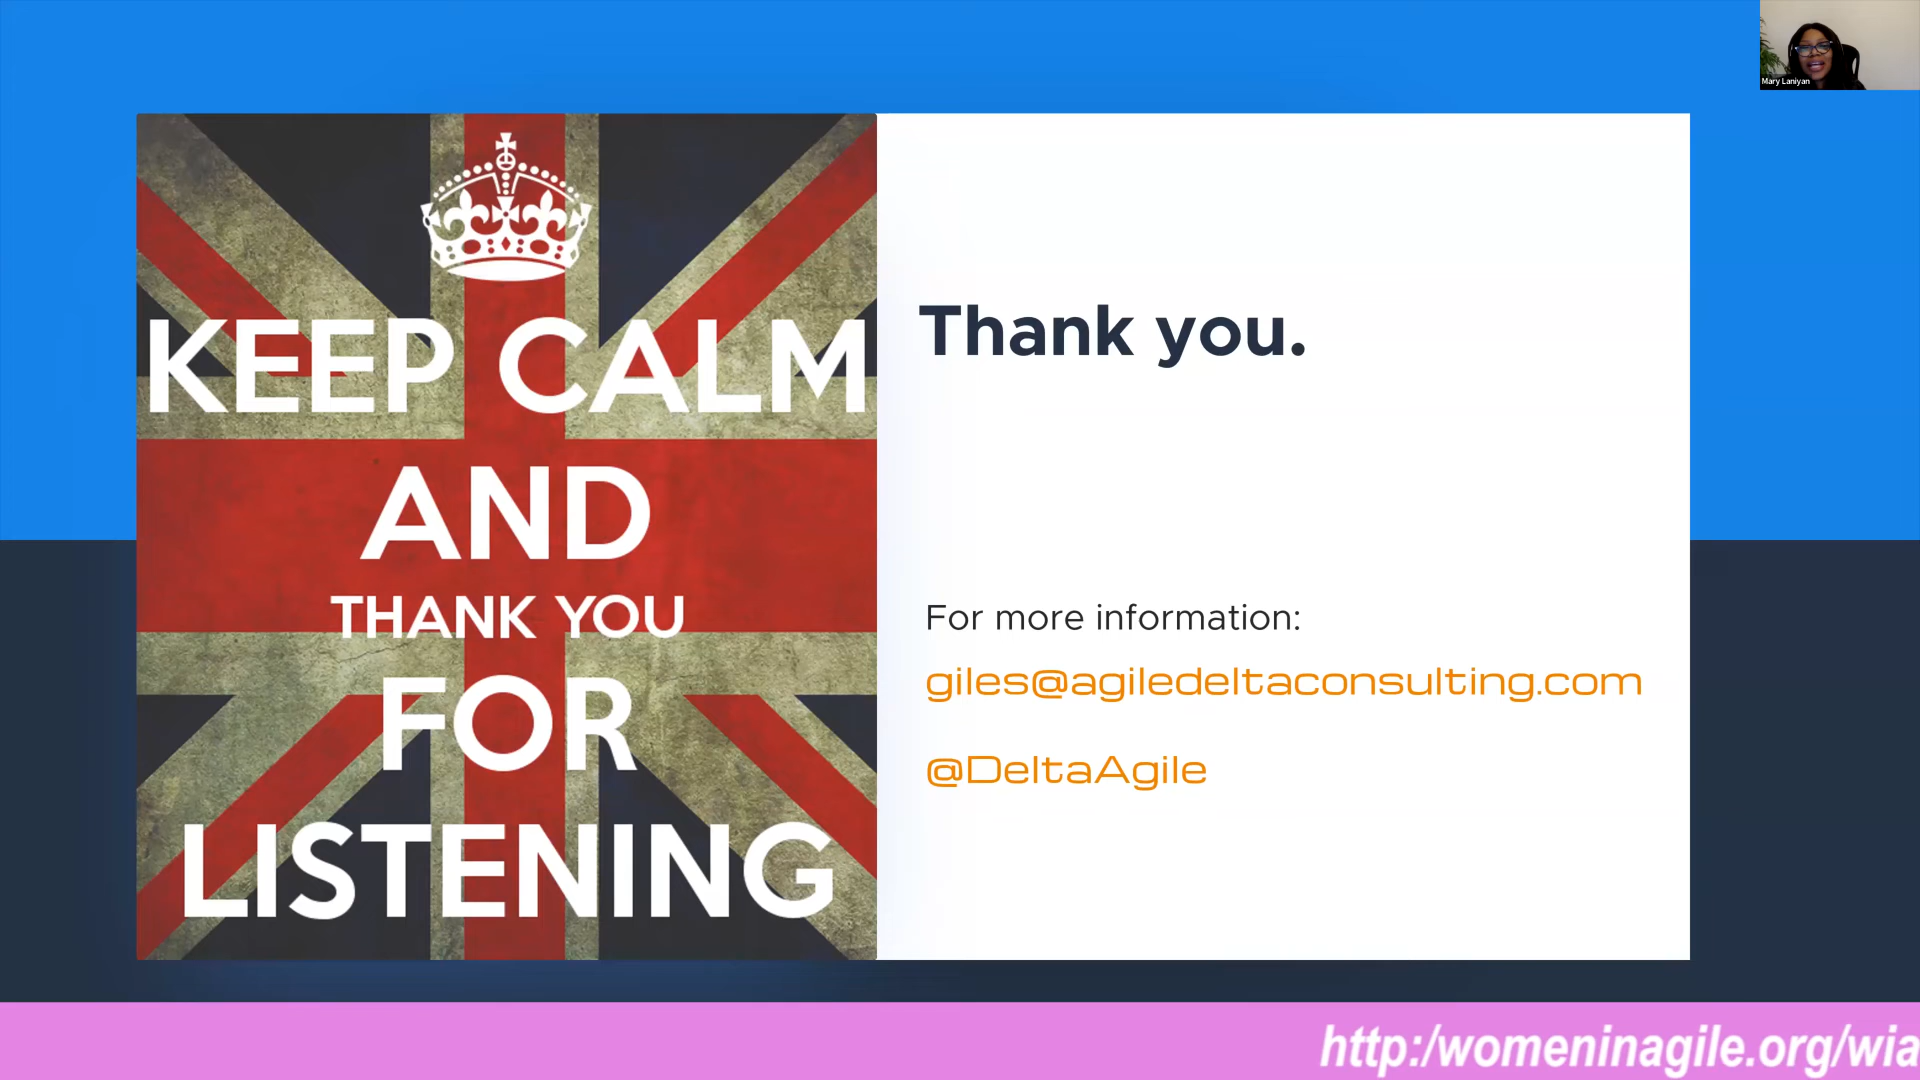 Mary Laniyan
KEEP CALM
AND
THANK YOU
FOR
LISTENING
Thank you.
For more information:
giles@agiledeltaconsulting.com
@DeltaAgile
http:/womeninagile.org/wia